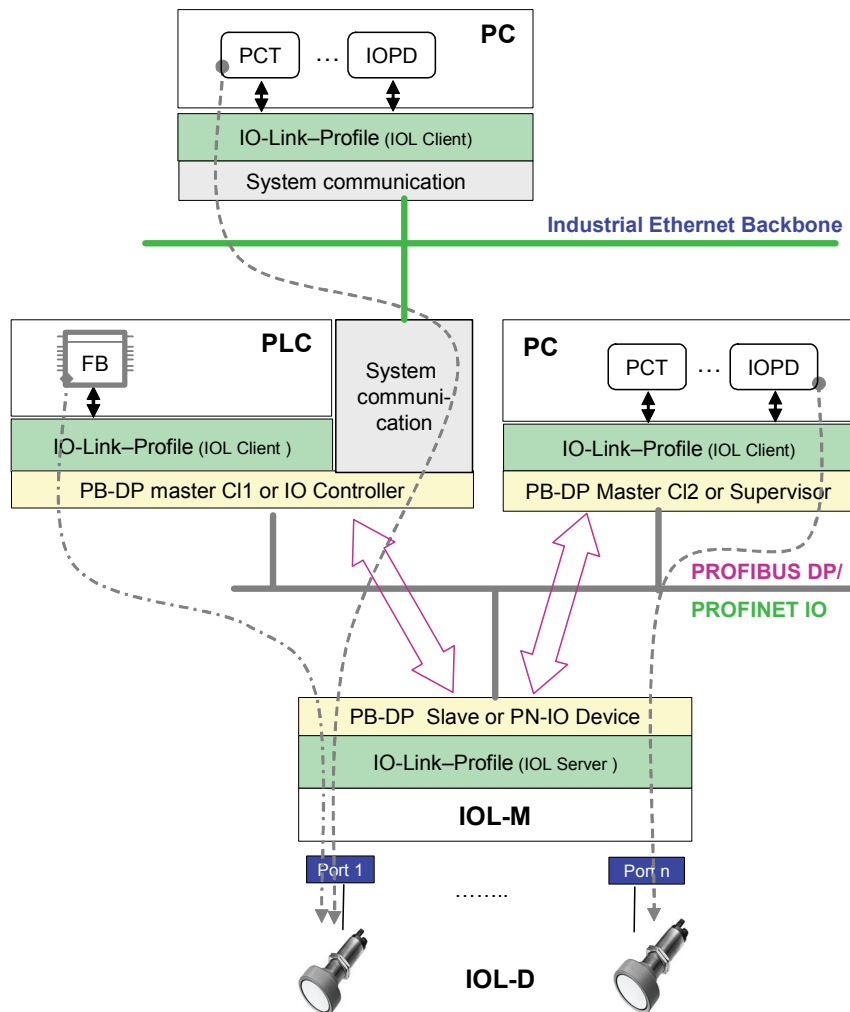 PC
PCT ... IOPD
IO-Link–Profile (IOL Client)
System communication
Industrial Ethernet Backbone
PLC
FB
System
communi-
cation
IO-Link–Profile (IOL Client )
PB-DP master Cl1 or IO Controller
PC
PCT ... IOPD
IO-Link–Profile (IOL Client)
PB-DP Master Cl2 or Supervisor
PROFIBUS DP/
PROFINET IO
PB-DP Slave or PN-IO Device
IO-Link–Profile (IOL Server )
IOL-M
Port 1
........
Port n
IOL-D